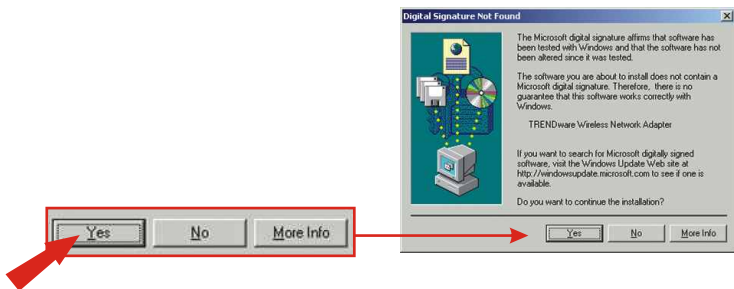 Digital Signature Not Found
The Microsoft digital signature affirms that software has
been tested with Windows and that the software has not
been altered since it was tested.
The software you are about to install does not contain a
Microsoft digital signature. Therefore, there is no
guarantee that this software works correctly with
Windows.
TRENDware Wireless Network Adapter
If you want to search for Microsoft digitally signed
software, visit the Windows Update Web site at
http://windowsupdate.microsoft.com to see if one is
available.
Do you want to continue the installation?
Yes No More Info
Yes No More Info